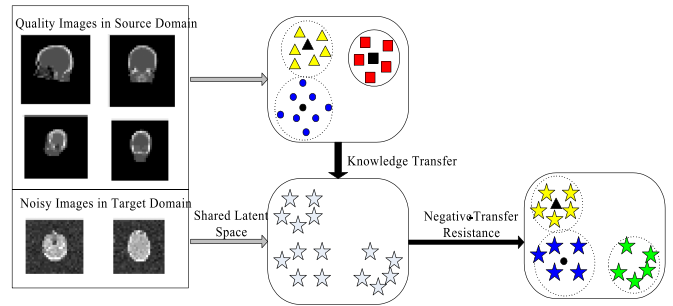 Quality Images in Source Domain
Knowledge Transfer
Noisy Images in Target Domain
Shared Latent
Space
Negative-Transfer
Resistance